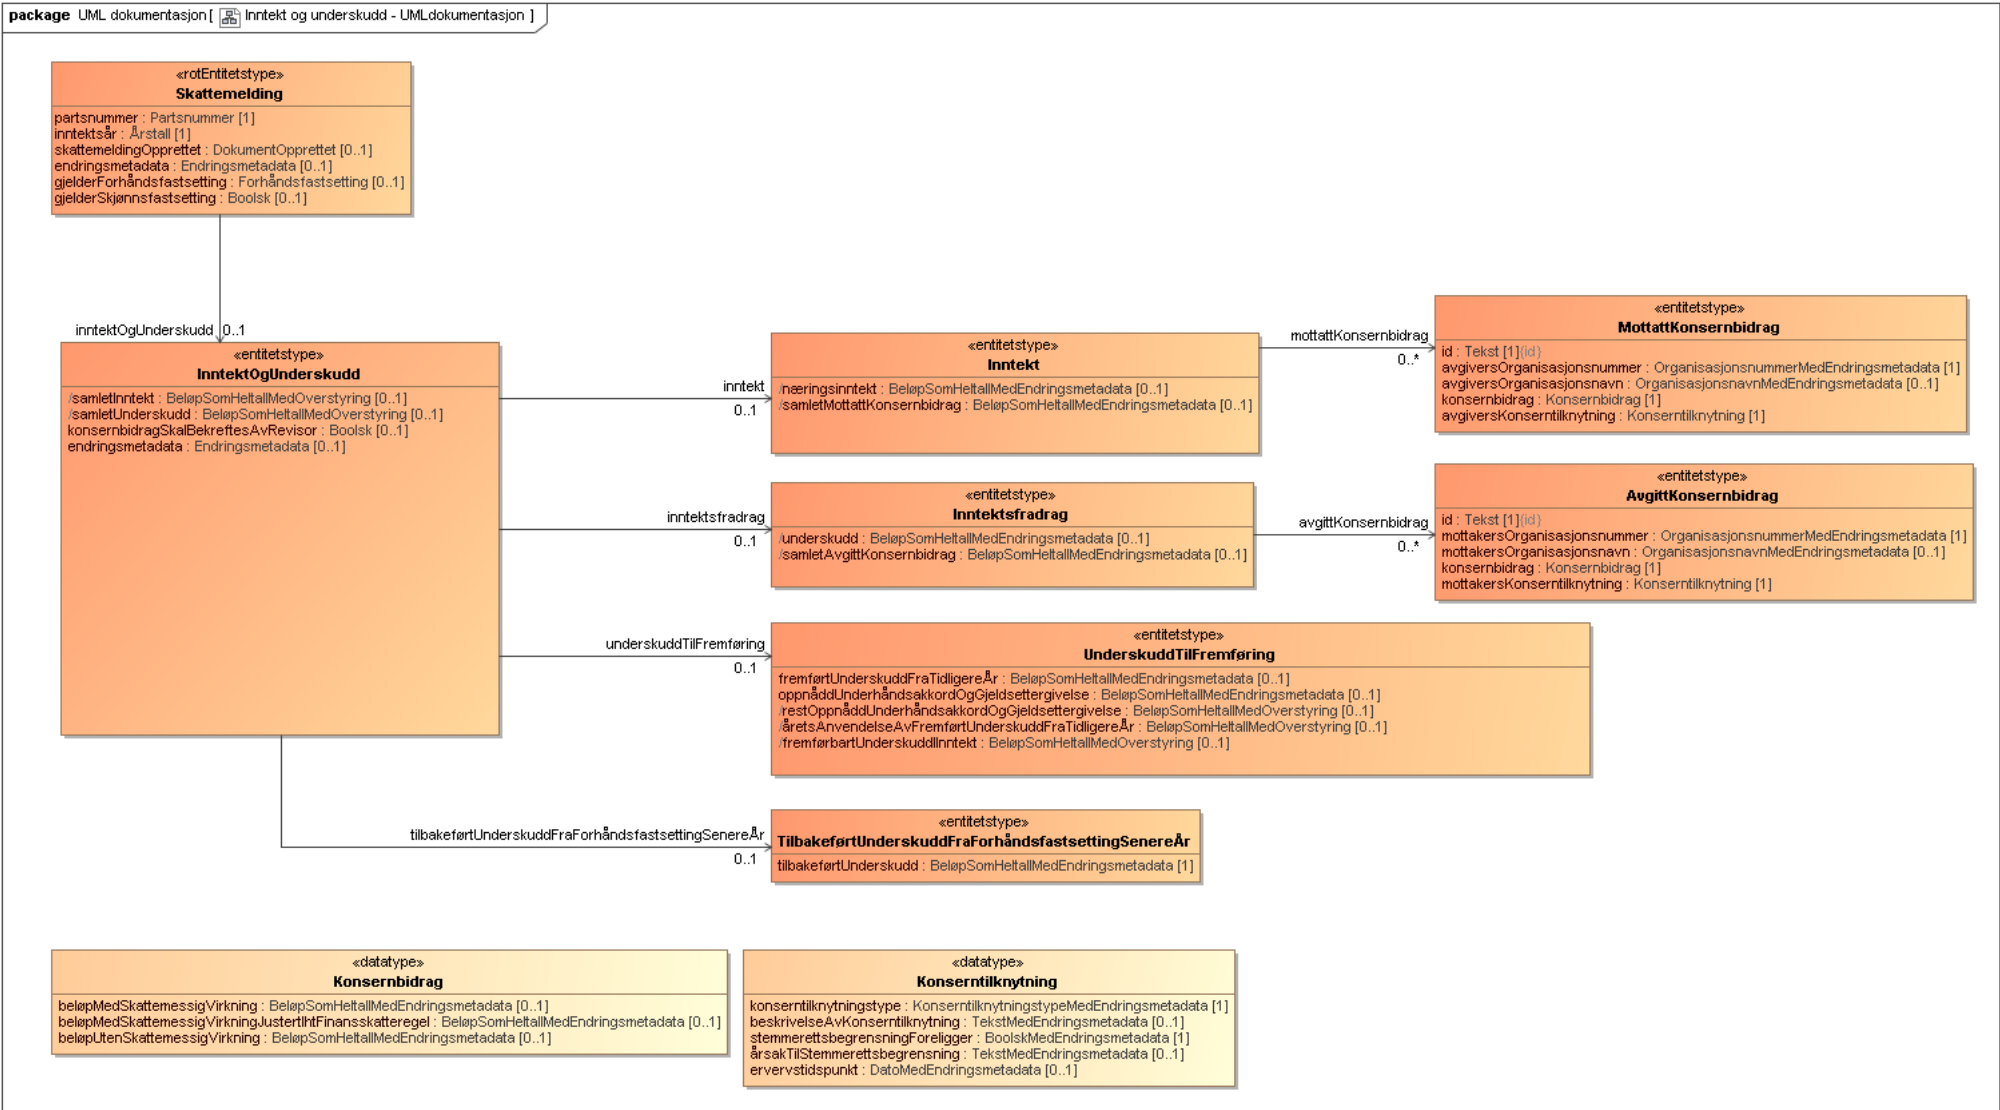 package UML dokumentasjon [ Inntekt og underskudd - UMLdokumentasjon ]
«rotEntitetstype»
Skattemelding
partsnummer : Partsnummer [1]
inntektsår : Årstall [1]
skattemeldingOpprettet : DokumentOpprettet [0..1]
endringsmetadata : Endringsmetadata [0..1]
gjelderForhåndsfastsetting : Forhåndsfastsetting [0..1]
gjelderSkjønnsfastsetting : Boolsk [0..1]
inntektOgUnderskudd 0..1
«entitetstype»
InntektOgUnderskudd
/samletInntekt : BeløpSomHeltallMedOverstyring [0..1]
/samletUnderskudd : BeløpSomHeltallMedOverstyring [0..1]
konsernbidragSkalBekreftesAvRevisor : Boolsk [0..1]
endringsmetadata : Endringsmetadata [0..1]
inntekt
0..1
«entitetstype»
Inntekt
/næringsinntekt : BeløpSomHeltallMedEndringsmetadata [0..1]
/samletMottattKonsernbidrag : BeløpSomHeltallMedEndringsmetadata [0..1]
mottattKonsernbidrag
0..*
«entitetstype»
MottattKonsernbidrag
id : Tekst [1]{id}
avgiversOrganisasjonsnummer : OrganisasjonsnummerMedEndringsmetadata [1]
avgiversOrganisasjonsnavn : OrganisasjonsnavnMedEndringsmetadata [0..1]
konsernbidrag : Konsernbidrag [1]
avgiversKonserntilknytning : Konserntilknytning [1]
inntektsfradrag
0..1
«entitetstype»
Inntektsfradrag
/underskudd : BeløpSomHeltallMedEndringsmetadata [0..1]
/samletAvgittKonsernbidrag : BeløpSomHeltallMedEndringsmetadata [0..1]
avgittKonsernbidrag
0..*
«entitetstype»
AvgittKonsernbidrag
id : Tekst [1]{id}
mottakersOrganisasjonsnummer : OrganisasjonsnummerMedEndringsmetadata [1]
mottakersOrganisasjonsnavn : OrganisasjonsnavnMedEndringsmetadata [0..1]
konsernbidrag : Konsernbidrag [1]
mottakersKonserntilknytning : Konserntilknytning [1]
underskuddTilFremføring
0..1
«entitetstype»
UnderskuddTilFremføring
fremførtUnderskuddFraTidligereÅr : BeløpSomHeltallMedEndringsmetadata [0..1]
oppnåddUnderhåndsakkordOgGjeldsettergivelse : BeløpSomHeltallMedEndringsmetadata [0..1]
/restOppnåddUnderhåndsakkordOgGjeldsettergivelse : BeløpSomHeltallMedOverstyring [0..1]
/åretsAnvendelseAvFremførtUnderskuddFraTidligereÅr : BeløpSomHeltallMedOverstyring [0..1]
/fremførbartUnderskuddIInntekt : BeløpSomHeltallMedOverstyring [0..1]
tilbakeførtUnderskuddFraForhåndsfastsettingSenereÅr
0..1
«entitetstype»
TilbakeførtUnderskuddFraForhåndsfastsettingSenereÅr
tilbakeførtUnderskudd : BeløpSomHeltallMedEndringsmetadata [1]
«datatype»
Konsernbidrag
beløpMedSkattemessigVirkning : BeløpSomHeltallMedEndringsmetadata [0..1]
beløpMedSkattemessigVirkningJustertIhtFinansskatteregel : BeløpSomHeltallMedEndringsmetadata [0..1]
beløpUtenSkattemessigVirkning : BeløpSomHeltallMedEndringsmetadata [0..1]
«datatype»
Konserntilknytning
konserntilknytningstype : KonserntilknytningstypeMedEndringsmetadata [1]
beskrivelseAvKonserntilknytning : TekstMedEndringsmetadata [0..1]
stemmerettsbegrensningForeligger : BoolskMedEndringsmetadata [1]
årsakTilStemmerettsbegrensning : TekstMedEndringsmetadata [0..1]
ervervstidspunkt : DatoMedEndringsmetadata [0..1]